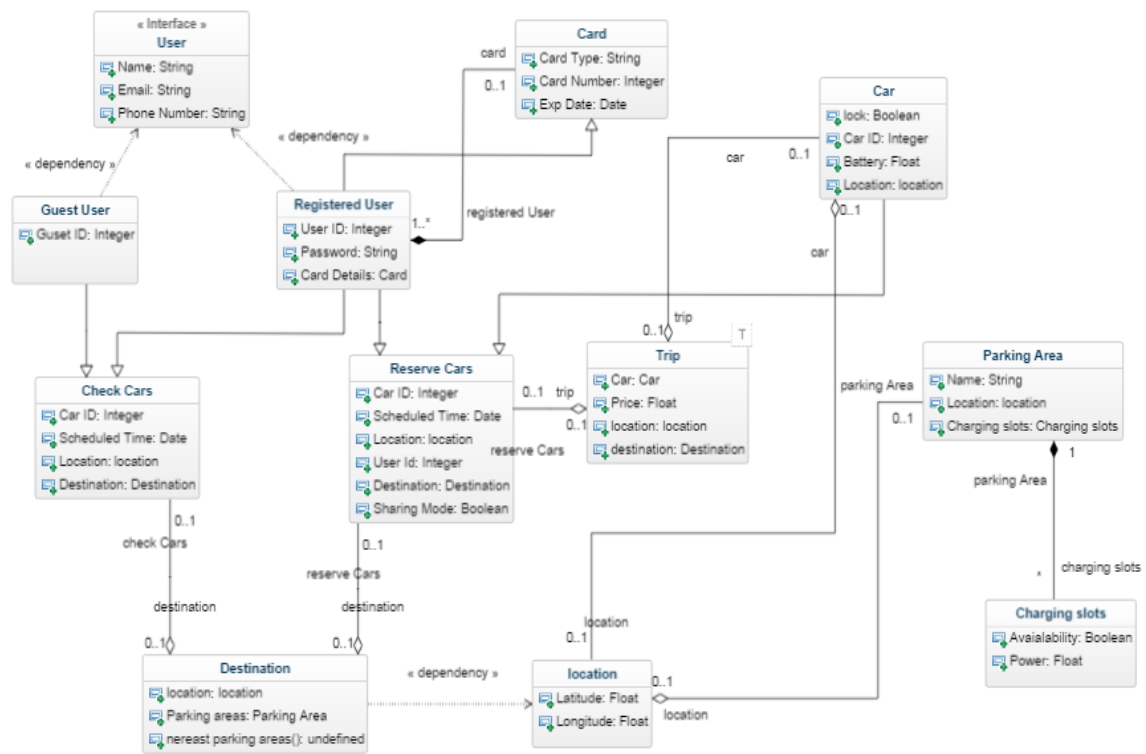 « Interface »
User
Name: String
Email: String
Phone Number: String
« dependency »
Guest User
Guset ID: Integer
« dependency »
Registered User
User ID: Integer
Password: String
Card Details: Card
card
0..1
1..*
registered User
Card
Card Type: String
Card Number: Integer
Exp Date: Date
Car
lock: Boolean
Car ID: Integer
Battery: Float
Location: location
car
0..1
0..1
car
trip
0..1
T
Check Cars
Car ID: Integer
Scheduled Time: Date
Location: location
Destination: Destination
Reserve Cars
Car ID: Integer
Scheduled Time: Date
Location: location
User Id: Integer
Destination: Destination
Sharing Mode: Boolean
0..1 trip
0..1
reserve Cars
Trip
Car: Car
Price: Float
location: location
destination: Destination
Parking Area
Name: String
Location: location
Charging slots: Charging slots
parking Area
0..1
1
parking Area
charging slots
*
Charging slots
Avaialability: Boolean
Power: Float
0..1
check Cars
destination
0..1
0..1
reserve Cars
destination
0..1
location
0..1
Destination
location: location
Parking areas: Parking Area
nereast parking areas(): undefined
« dependency »
location
Latitude: Float
Longitude: Float
0..1
location